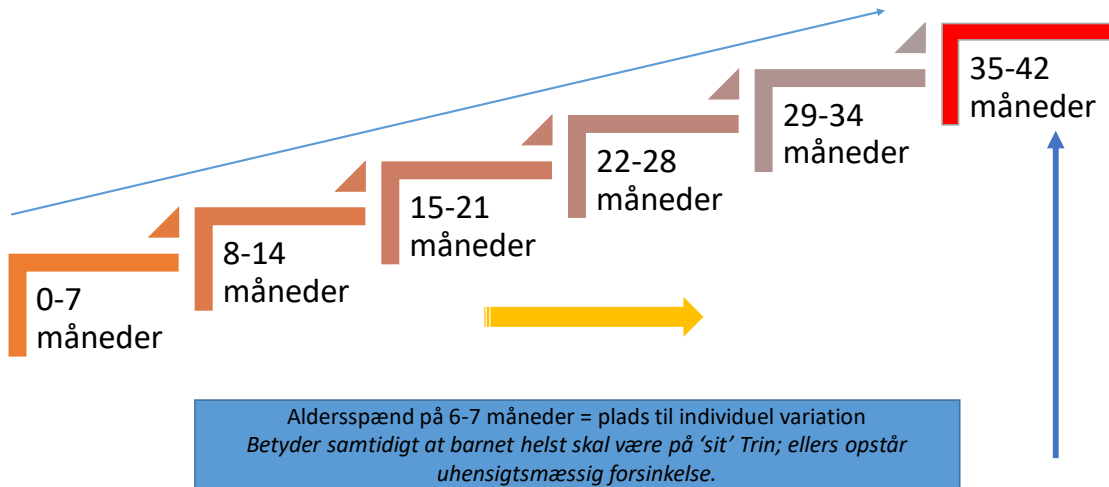 0-7
måneder
8-14
måneder
15-21
måneder
22-28
måneder
29-34
måneder
35-42
måneder
Aldersspænd på 6-7 måneder = plads til individuel variation
Betyder samtidigt at barnet helst skal være på ‘sit’ Trin; ellers opstår
uhensigtsmæssig forsinkelse.